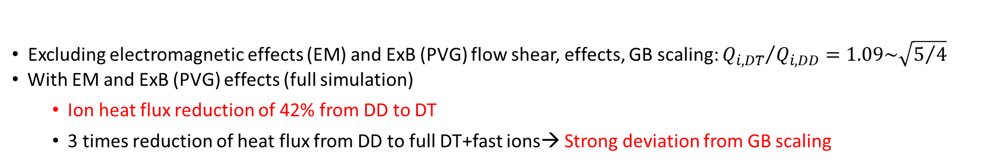 • Excluding electromagnetic effects (EM) and ExB (PVG) flow shear, effects, GB scaling: Q_{i,DT}/Q_{i,DD} = 1.09~√5/4
• With EM and ExB (PVG) effects (full simulation)
• Ion heat flux reduction of 42% from DD to DT
• 3 times reduction of heat flux from DD to full DT+fast ions→ Strong deviation from GB scaling